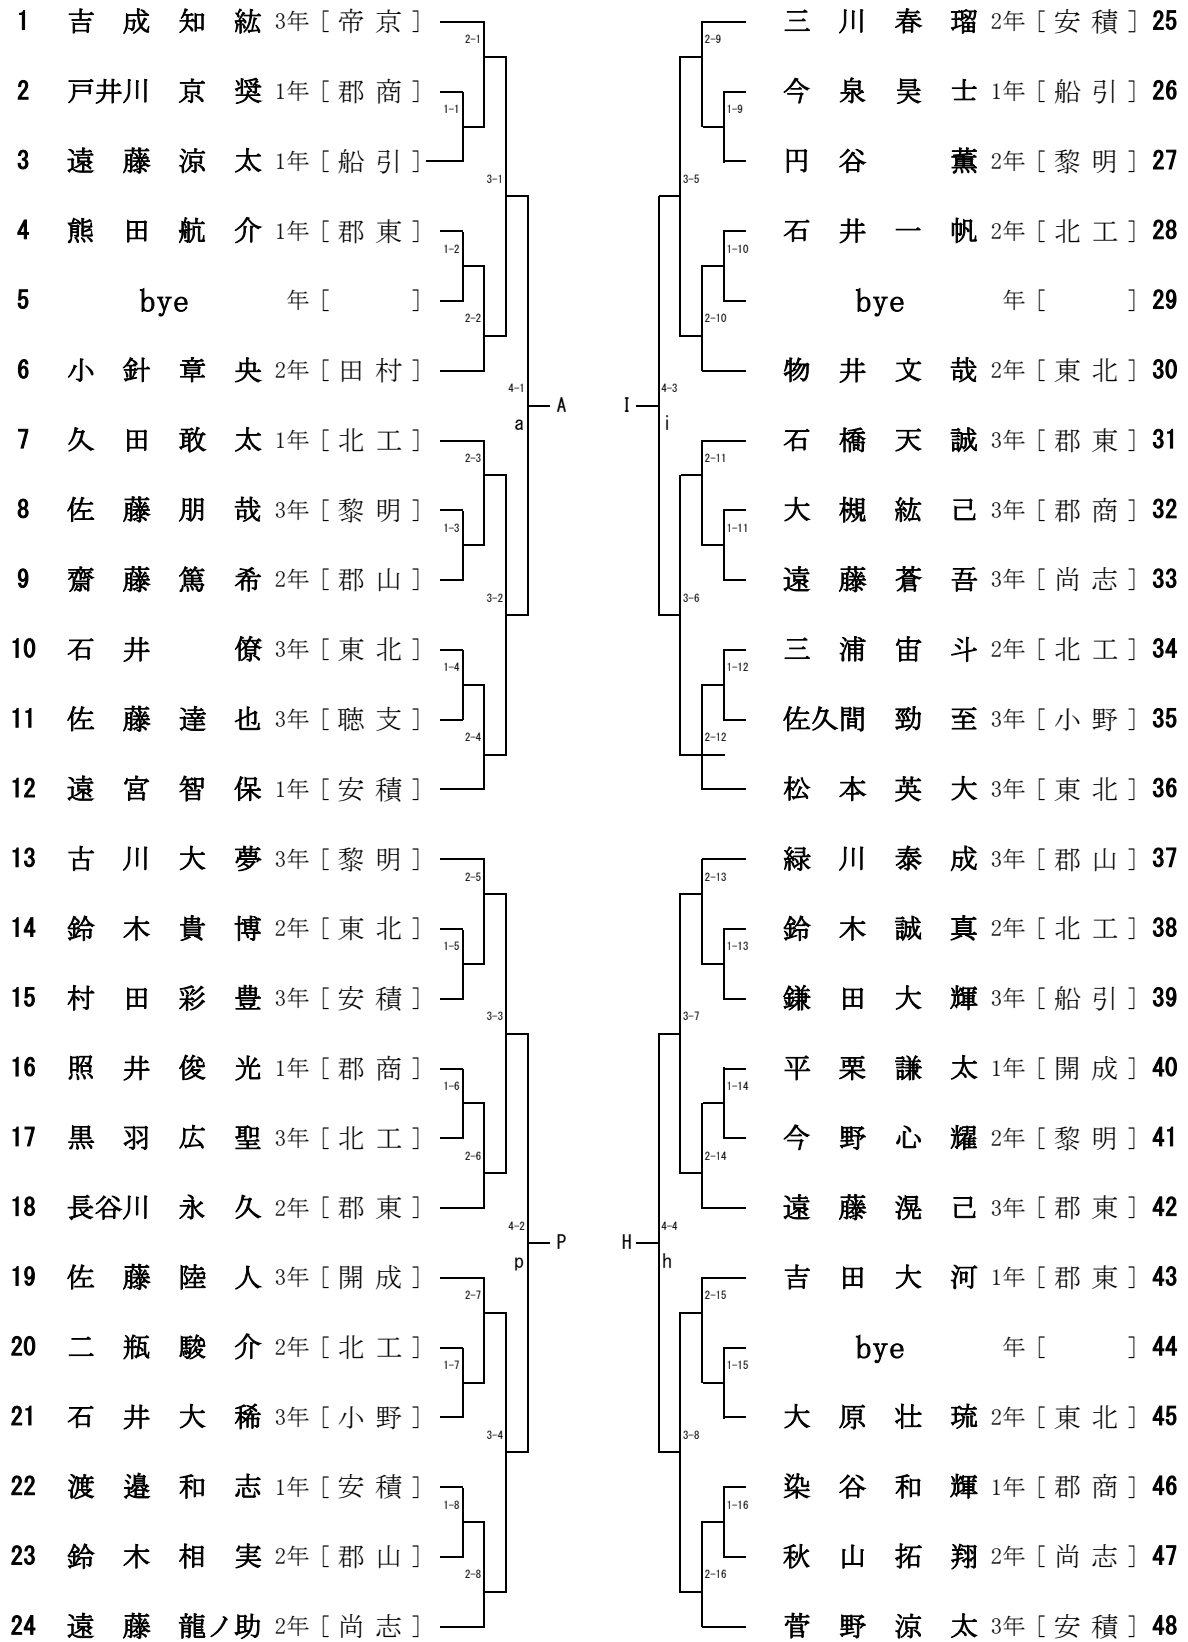 1 吉成知紘 3年 [ 帝京 ]
2 戸井川京奨 1年 [ 郡商 ]
3 遠藤涼太 1年 [ 船引 ]
4 熊田航介 1年 [ 郡東 ]
5 bye 年 [ ]
6 小針章央 2年 [ 田村 ]
7 久田敢太 1年 [ 北工 ]
8 佐藤朋哉 3年 [ 黎明 ]
9 齋藤篤希 2年 [ 郡山 ]
10 石井僚 3年 [ 東北 ]
11 佐藤達也 3年 [ 聴支 ]
12 遠宮智保 1年 [ 安積 ]
13 古川大夢 3年 [ 黎明 ]
14 鈴木貴博 2年 [ 東北 ]
15 村田彩豊 3年 [ 安積 ]
16 照井俊光 1年 [ 郡商 ]
17 黒羽広聖 3年 [ 北工 ]
18 長谷川永久 2年 [ 郡東 ]
19 佐藤陸人 3年 [ 開成 ]
20 二瓶駿介 2年 [ 北工 ]
21 石井大稀 3年 [ 小野 ]
22 渡邉和志 1年 [ 安積 ]
23 鈴木相実 2年 [ 郡山 ]
24 遠藤龍ノ助 2年 [ 尚志 ]
2-1
1-1
3-1
1-2
2-2
4-1
a
A
2-3
1-3
3-2
1-4
2-4
2-5
1-5
3-3
1-6
2-6
4-2
p
P
2-7
1-7
3-4
1-8
2-8
2-9
1-9
3-5
1-10
2-10
4-3
I
i
2-11
1-11
3-6
1-12
2-12
2-13
1-13
3-7
1-14
2-14
4-4
H
h
2-15
1-15
3-8
1-16
2-16
三川春瑠 2年 [ 安積 ] 25
今泉昊士 1年 [ 船引 ] 26
円谷薫 2年 [ 黎明 ] 27
石井一帆 2年 [ 北工 ] 28
bye 年 [ ] 29
物井文哉 2年 [ 東北 ] 30
石橋天誠 3年 [ 郡東 ] 31
大槻紘己 3年 [ 郡商 ] 32
遠藤蒼吾 3年 [ 尚志 ] 33
三浦宙斗 2年 [ 北工 ] 34
佐久間勁至 3年 [ 小野 ] 35
松本英大 3年 [ 東北 ] 36
緑川泰成 3年 [ 郡山 ] 37
鈴木誠真 2年 [ 北工 ] 38
鎌田大輝 3年 [ 船引 ] 39
平栗謙太 1年 [ 開成 ] 40
今野心耀 2年 [ 黎明 ] 41
遠藤滉己 3年 [ 郡東 ] 42
吉田大河 1年 [ 郡東 ] 43
bye 年 [ ] 44
大原壮琉 2年 [ 東北 ] 45
染谷和輝 1年 [ 郡商 ] 46
秋山拓翔 2年 [ 尚志 ] 47
菅野涼太 3年 [ 安積 ] 48